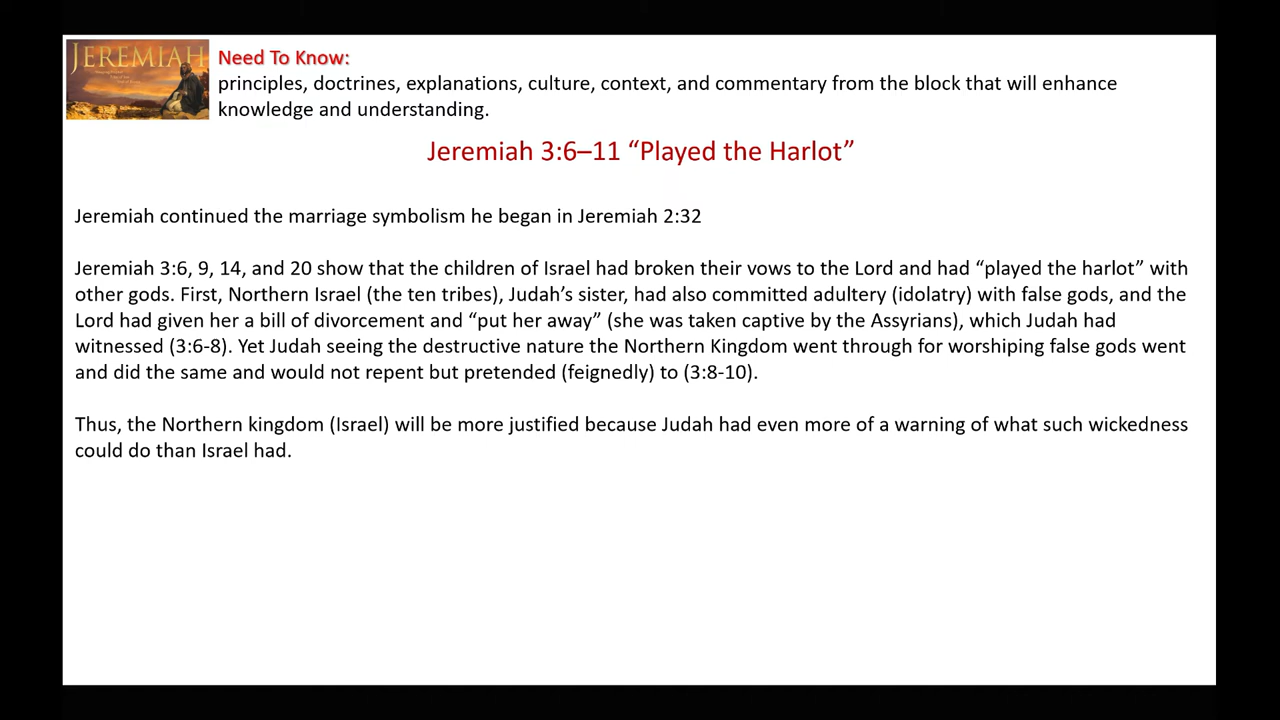 JEREMIAH
Need To Know:
principles, doctrines, explanations, culture, context, and commentary from the block that will enhance
knowledge and understanding.
Jeremiah 3:6–11 “Played the Harlot”
Jeremiah continued the marriage symbolism he began in Jeremiah 2:32
Jeremiah 3:6, 9, 14, and 20 show that the children of Israel had broken their vows to the Lord and had “played the harlot” with
other gods. First, Northern Israel (the ten tribes), Judah’s sister, had also committed adultery (idolatry) with false gods, and the
Lord had given her a bill of divorcement and “put her away” (she was taken captive by the Assyrians), which Judah had
witnessed (3:6-8). Yet Judah seeing the destructive nature the Northern Kingdom went through for worshiping false gods went
and did the same and would not repent but pretended (feignedly) to (3:8-10).
Thus, the Northern kingdom (Israel) will be more justified because Judah had even more of a warning of what such wickedness
could do than Israel had.